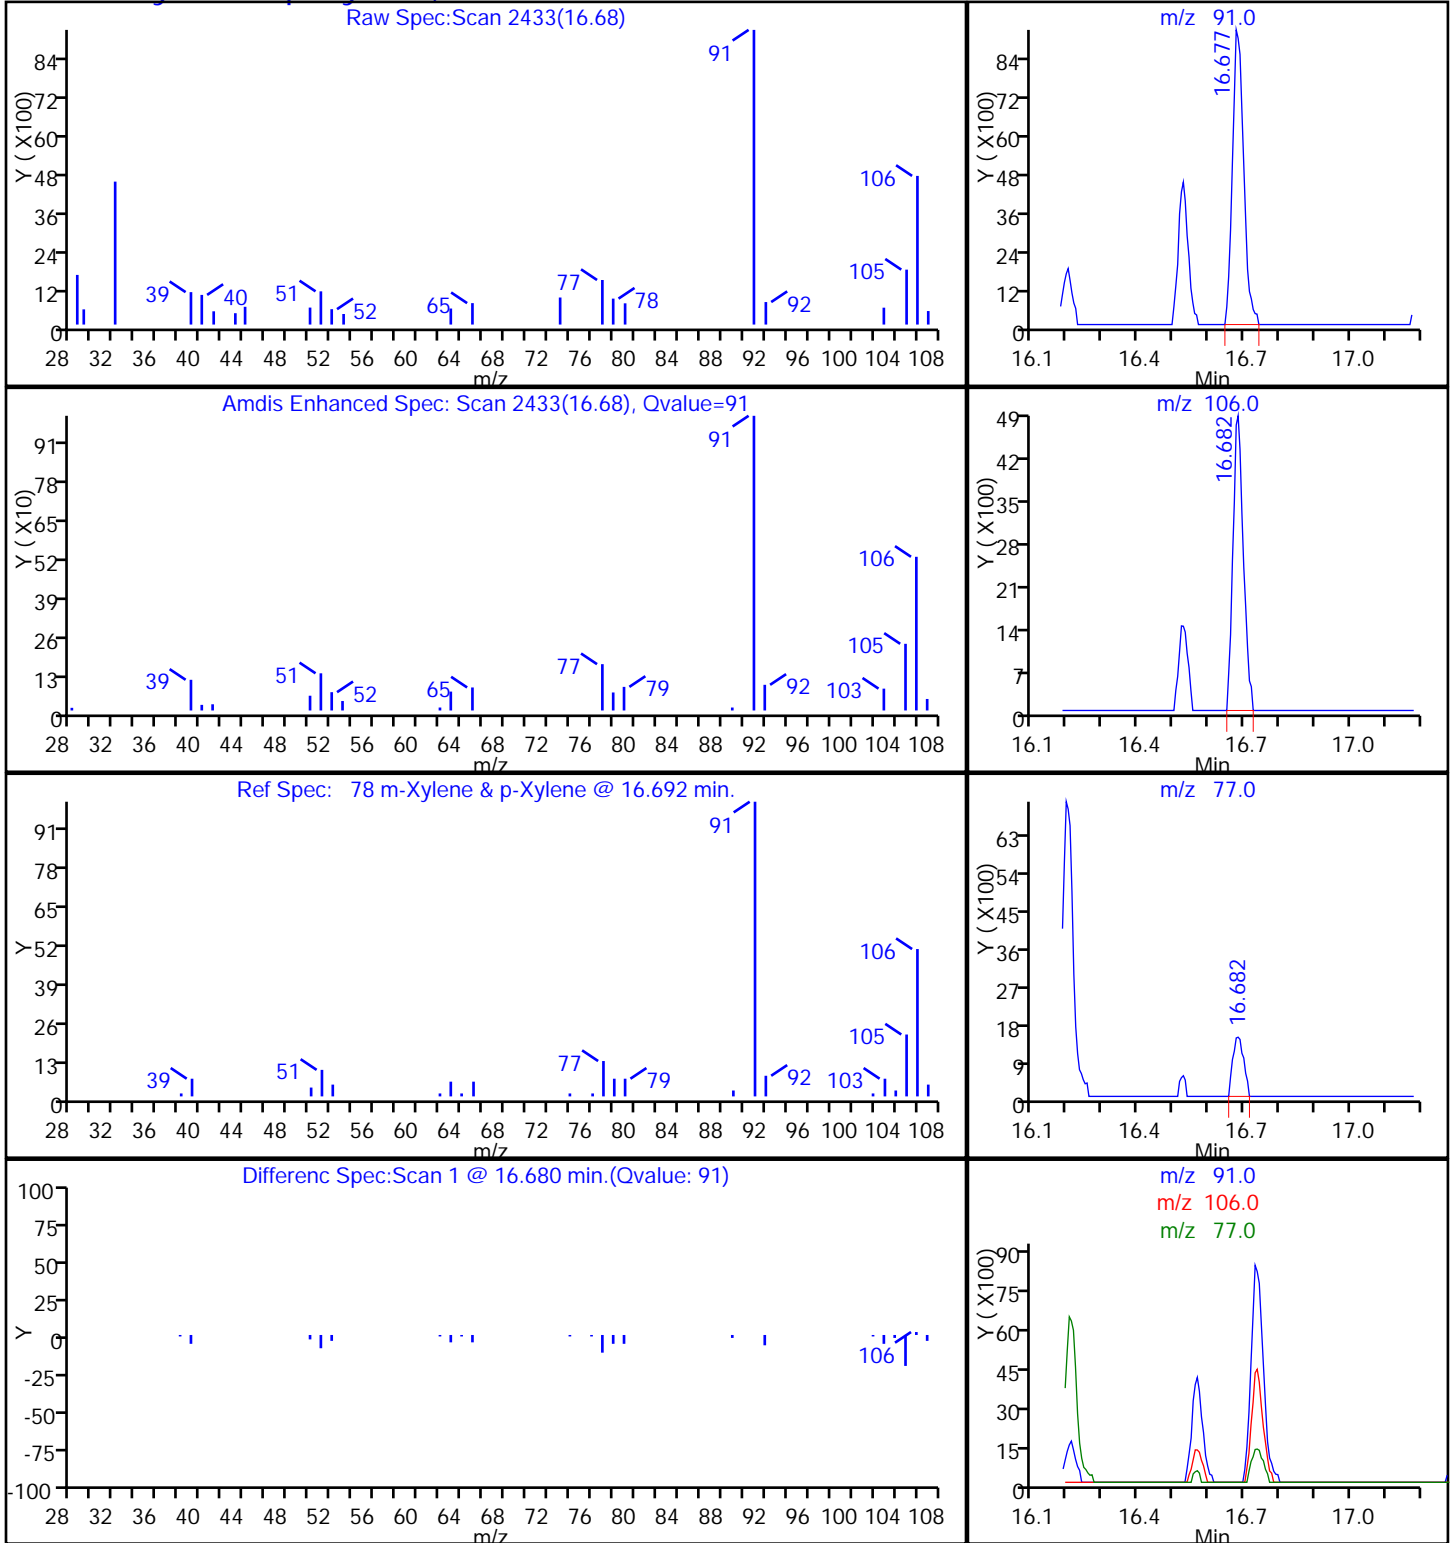 Raw Spec:Scan 2433(16.68)
Y ( X100)
84
72
60
48
36
24
12
0
91
106
105
39
40
51
52
65
77
78
92
28 32 36 40 44 48 52 56 60 64 68 72 76 80 84 88 92 96 100 104 108
m/z
m/z 91.0
Y ( X100)
84
72
60
48
36
24
12
0
16.677
16.1 16.4 16.7 17.0
Min
Amdis Enhanced Spec: Scan 2433(16.68), Qvalue=91
Y ( X10)
91
78
65
52
39
26
13
0
91
106
105
39
51
52
65
77
79
92
103
28 32 36 40 44 48 52 56 60 64 68 72 76 80 84 88 92 96 100 104 108
m/z
m/z 106.0
Y ( X100)
49
42
35
28
21
14
7
0
16.682
16.1 16.4 16.7 17.0
Min
Ref Spec: 78 m-Xylene & p-Xylene @ 16.692 min.
Y
91
78
65
52
39
26
13
0
91
106
105
39
51
77
79
92
103
28 32 36 40 44 48 52 56 60 64 68 72 76 80 84 88 92 96 100 104 108
m/z
m/z 77.0
Y ( X100)
63
54
45
36
27
18
9
0
16.682
16.1 16.4 16.7 17.0
Min
Differenc Spec:Scan 1 @ 16.680 min.(Qvalue: 91)
Y
100
75
50
25
0
-25
-50
-75
-100
106
28 32 36 40 44 48 52 56 60 64 68 72 76 80 84 88 92 96 100 104 108
m/z
m/z 91.0
m/z 106.0
m/z 77.0
Y ( X100)
90
75
60
45
30
15
0
16.1 16.4 16.7 17.0
Min